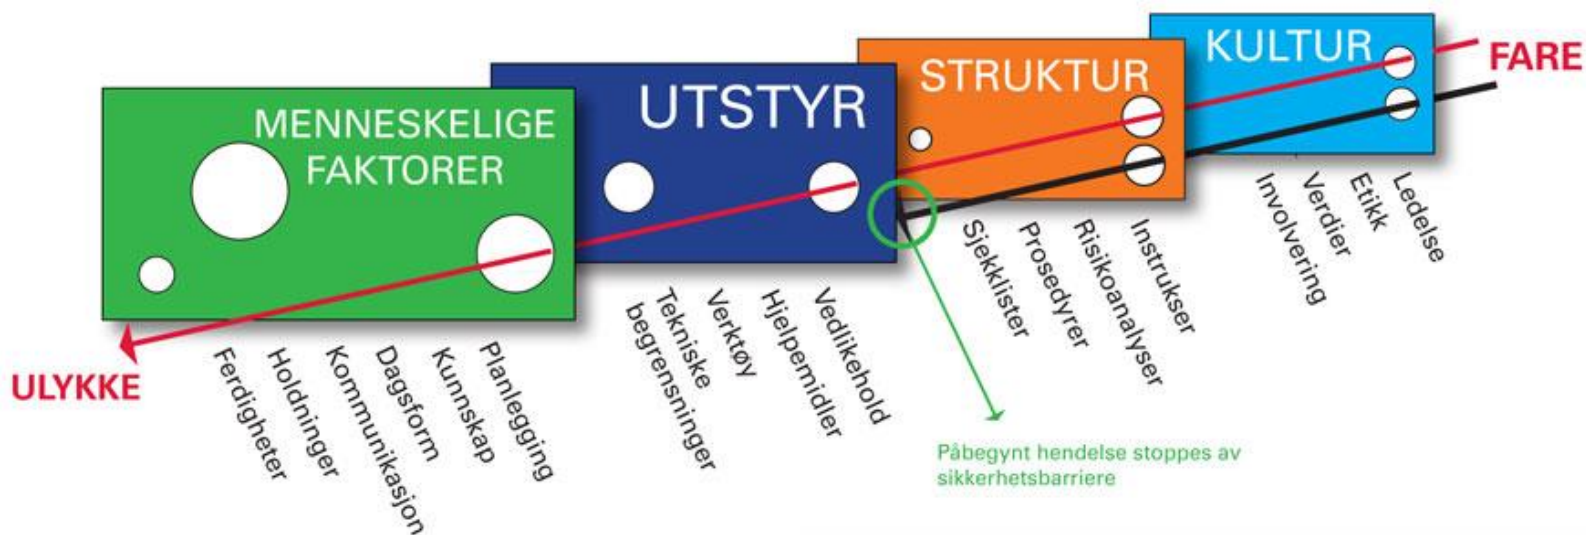 MENNESKELIGE
FAKTORER
UTSTYR
STRUKTUR
KULTUR
FARE
ULYKKE
Ferdigheter
Holdninger
Kommunikasjon
Dagsform
Kunnskap
Planlegging
Tekniske
begrensninger
Verktøy
Hjelpemidler
Vedlikehold
Sjekklister
Prosedyrer
Risikoanalyser
Instrukser
Involvering
Verdier
Etikk
Ledelse
Påbegynt hendelse stoppes av
sikkerhetsbarriere